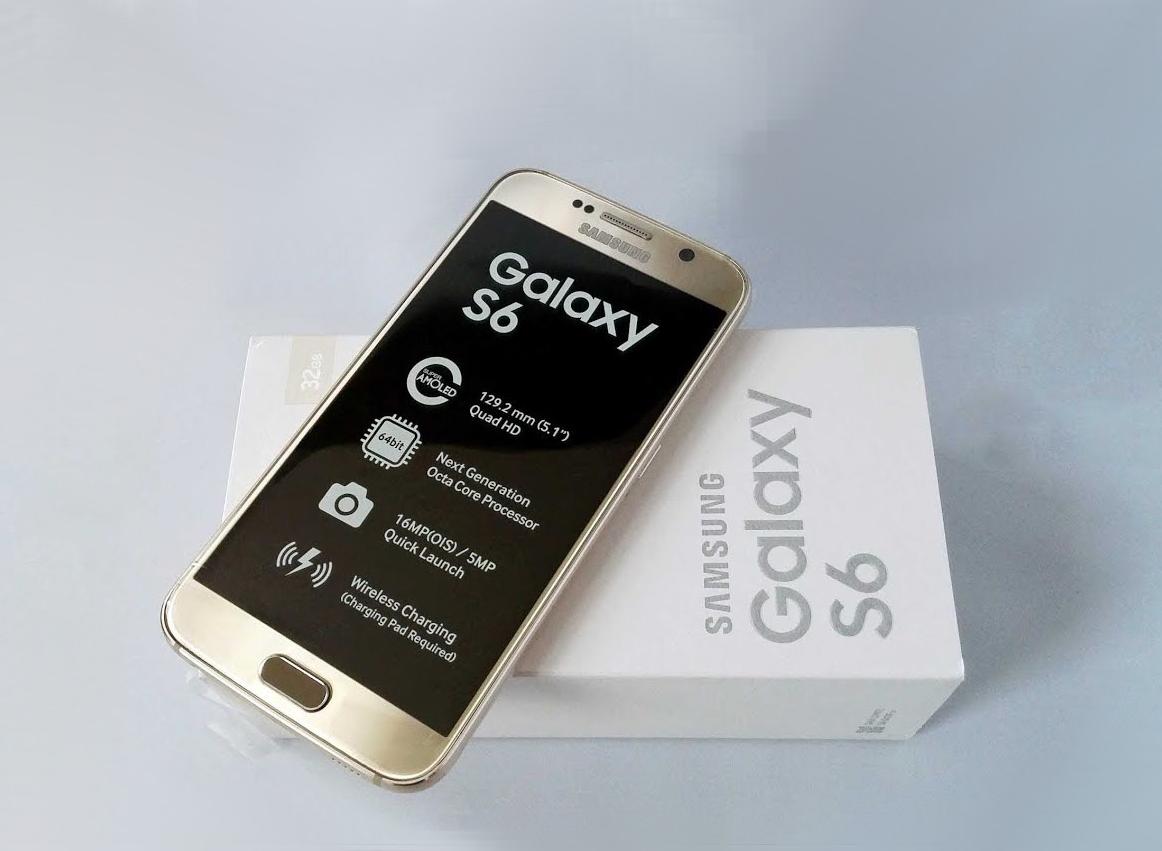 SAMSUNG
Galaxy
S6
SUPER
AMOLED
129.2 mm (5.1")
Quad HD
64bit
Next Generation
Octa Core Processor
16MP(OIS) / 5MP
Quick Launch
Wireless Charging
(Charging Pad Required)
32GB
SAMSUNG
Galaxy
S6